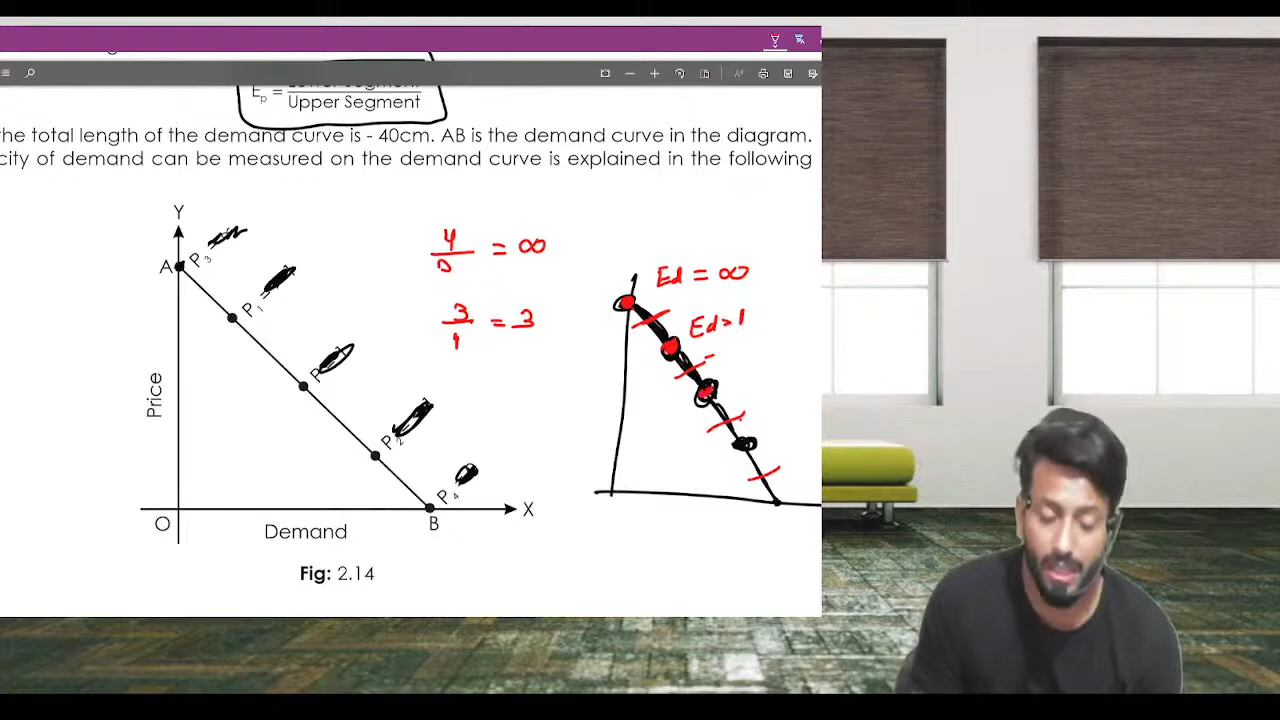 Eₚ =
Upper Segment
the total length of the demand curve is - 40cm. AB is the demand curve in the diagram.
city of demand can be measured on the demand curve is explained in the following
Y
A
P₃
P₁
P
P₂
P₄
Price
O
B
X
Demand
Fig: 2.14
4/0 = ∞
3/1 = 3
Ed = ∞
Ed>1